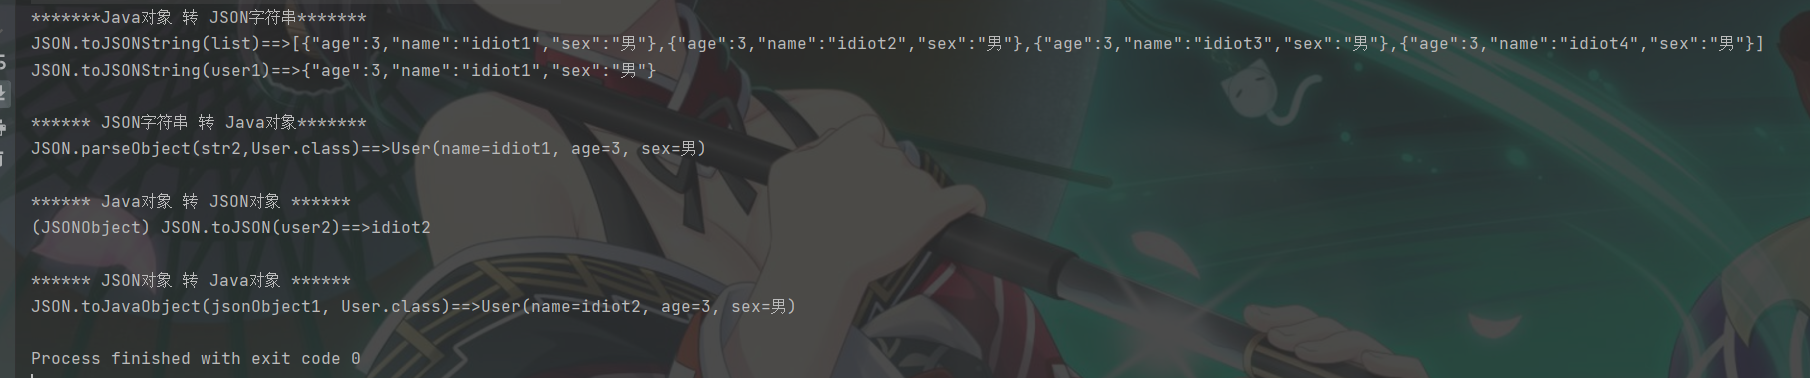 *******Java对象 转 JSON字符串*******
JSON.toJSONString(list)==>[{"age":3,"name":"idiot1","sex":"男"},{"age":3,"name":"idiot2","sex":"男"},{"age":3,"name":"idiot3","sex":"男"},{"age":3,"name":"idiot4","sex":"男"}]
JSON.toJSONString(user1)==>{"age":3,"name":"idiot1","sex":"男"}
****** JSON字符串 转 Java对象*******
JSON.parseObject(str2,User.class)==>User(name=idiot1, age=3, sex=男)
****** Java对象 转 JSON对象 ******
(JSONObject) JSON.toJSON(user2)==>idiot2
****** JSON对象 转 Java对象 ******
JSON.toJavaObject(jsonObject1, User.class)==>User(name=idiot2, age=3, sex=男)
Process finished with exit code 0